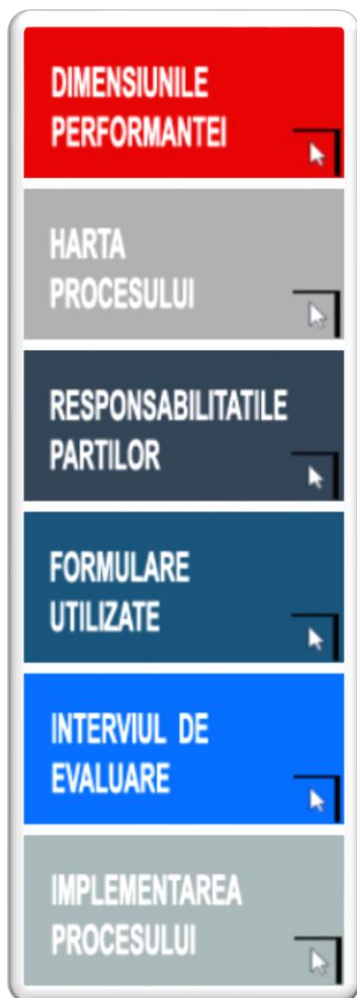 DIMENSIUNILE
PERFORMANTEI
HARTA
PROCESULUI
RESPONSABILITATILE
PARTILOR
FORMULARE
UTILIZATE
INTERVIUL DE
EVALUARE
IMPLEMENTAREA
PROCESULUI